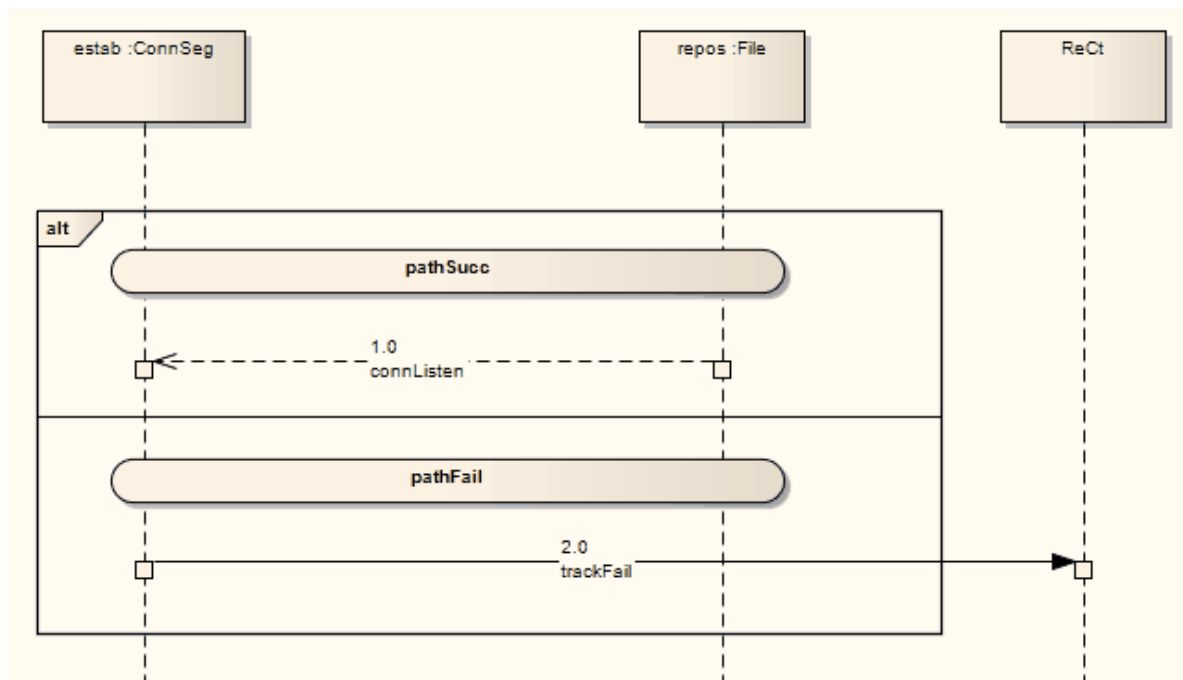 estab :ConnSeg
repos :File
ReCt
alt
pathSucc
1.0
connListen
pathFail
2.0
trackFail